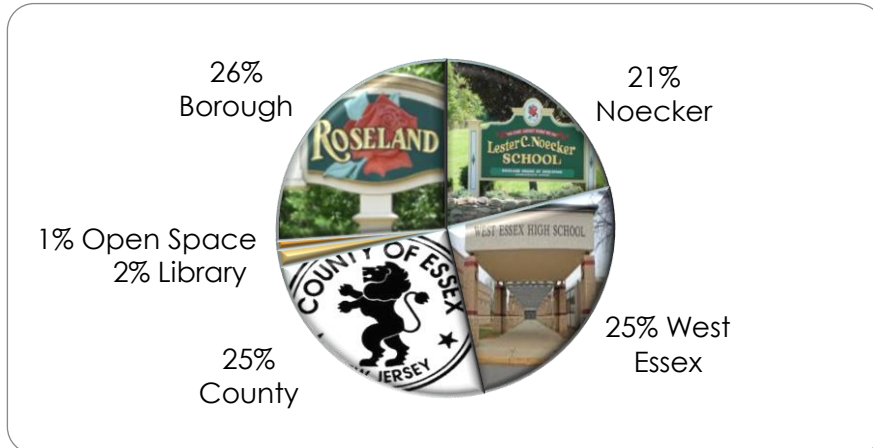 26%
Borough
21%
Noecker
ROSELAND
Lester C. Noecker
SCHOOL
WEST ESSEX HIGH SCHOOL
1% Open Space
2% Library
COUNTY OF ESSEX
JERSEY
25%
County
25% West
Essex